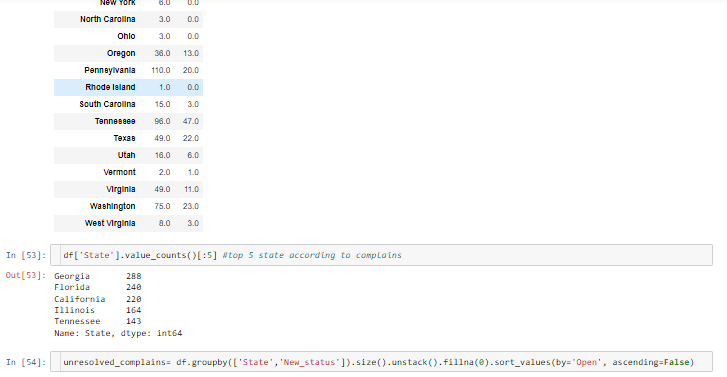 New York 6.0 0.0
North Carolina 3.0 0.0
Ohio 3.0 0.0
Oregon 36.0 13.0
Pennsylvania 110.0 20.0
Rhode Island 1.0 0.0
South Carolina 15.0 3.0
Tennessee 96.0 47.0
Texas 49.0 22.0
Utah 16.0 6.0
Vermont 2.0 1.0
Virginia 49.0 11.0
Washington 75.0 23.0
West Virginia 8.0 3.0
In [53]: df['State'].value_counts()[:5] #top 5 state according to complains
Out[53]: Georgia 288
Florida 240
California 220
Illinois 164
Tennessee 143
Name: State, dtype: int64
In [54]: unresolved_complains= df.groupby(['State','New_status']).size().unstack().fillna(0).sort_values(by='Open', ascending=False)